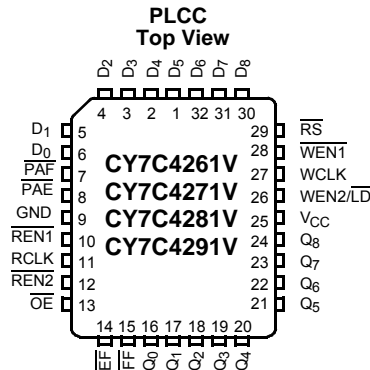 PLCC
Top View
D2 D3 D4 D5 D6 D7 D8
4 3 2 1 32 31 30
D1 5
D0 6
PAF 7
PAE 8
GND 9
REN1 10
RCLK 11
REN2 12
OE 13
CY7C4261V
CY7C4271V
CY7C4281V
CY7C4291V
29 RS
28 WEN1
27 WCLK
26 WEN2/LD
25 VCC
24 Q8
23 Q7
22 Q6
21 Q5
14 15 16 17 18 19 20
EF FF Q0 Q1 Q2 Q3 Q4